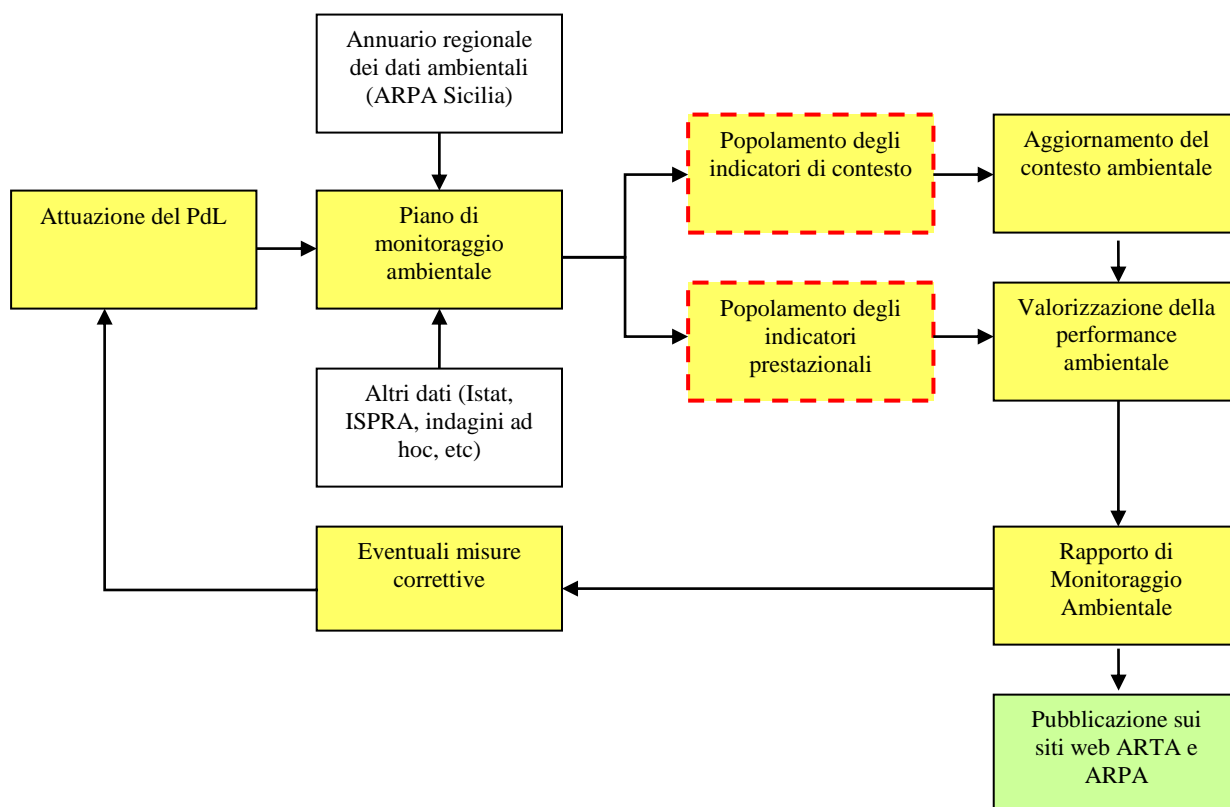 Annuario regionale
dei dati ambientali
(ARPA Sicilia)
Popolamento degli
indicatori di contesto
Aggiornamento del
contesto ambientale
Attuazione del PdL
Piano di
monitoraggio
ambientale
Popolamento degli
indicatori
prestazionali
Valorizzazione della
performance
ambientale
Altri dati (Istat,
ISPRA, indagini ad
hoc, etc)
Eventuali misure
correttive
Rapporto di
Monitoraggio
Ambientale
Pubblicazione sui
siti web ARTA e
ARPA